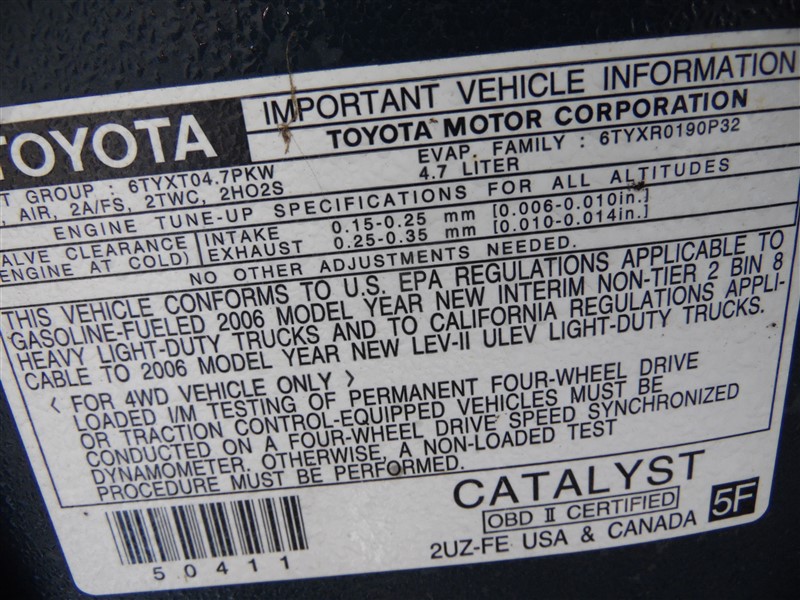 TOYOTA
IMPORTANT VEHICLE INFORMATION
TOYOTA MOTOR CORPORATION
T GROUP : 6TYXT04.7PKW EVAP. FAMILY : 6TYXR0190P32
AIR, 2A/FS, 2TWC, 2HO2S 4.7 LITER
ENGINE TUNE-UP SPECIFICATIONS FOR ALL ALTITUDES
ALVE CLEARANCE INTAKE 0.15-0.25 mm [0.006-0.010in.]
ENGINE AT COLD) EXHAUST 0.25-0.35 mm [0.010-0.014in.]
NO OTHER ADJUSTMENTS NEEDED.
THIS VEHICLE CONFORMS TO U.S. EPA REGULATIONS APPLICABLE TO
GASOLINE-FUELED 2006 MODEL YEAR NEW INTERIM NON-TIER 2 BIN 8
HEAVY LIGHT-DUTY TRUCKS AND TO CALIFORNIA REGULATIONS APPLI-
CABLE TO 2006 MODEL YEAR NEW LEV-II ULEV LIGHT-DUTY TRUCKS.
< FOR 4WD VEHICLE ONLY >
LOADED I/M TESTING OF PERMANENT FOUR-WHEEL DRIVE
OR TRACTION CONTROL-EQUIPPED VEHICLES MUST BE
CONDUCTED ON A FOUR-WHEEL DRIVE SPEED SYNCHRONIZED
DYNAMOMETER. OTHERWISE, A NON-LOADED TEST
PROCEDURE MUST BE PERFORMED.
CATALYST
OBD II CERTIFIED 5F
2UZ-FE USA & CANADA
50411